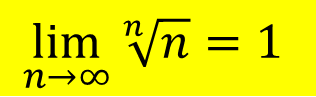 lim n→∞ ⁿ√n = 1